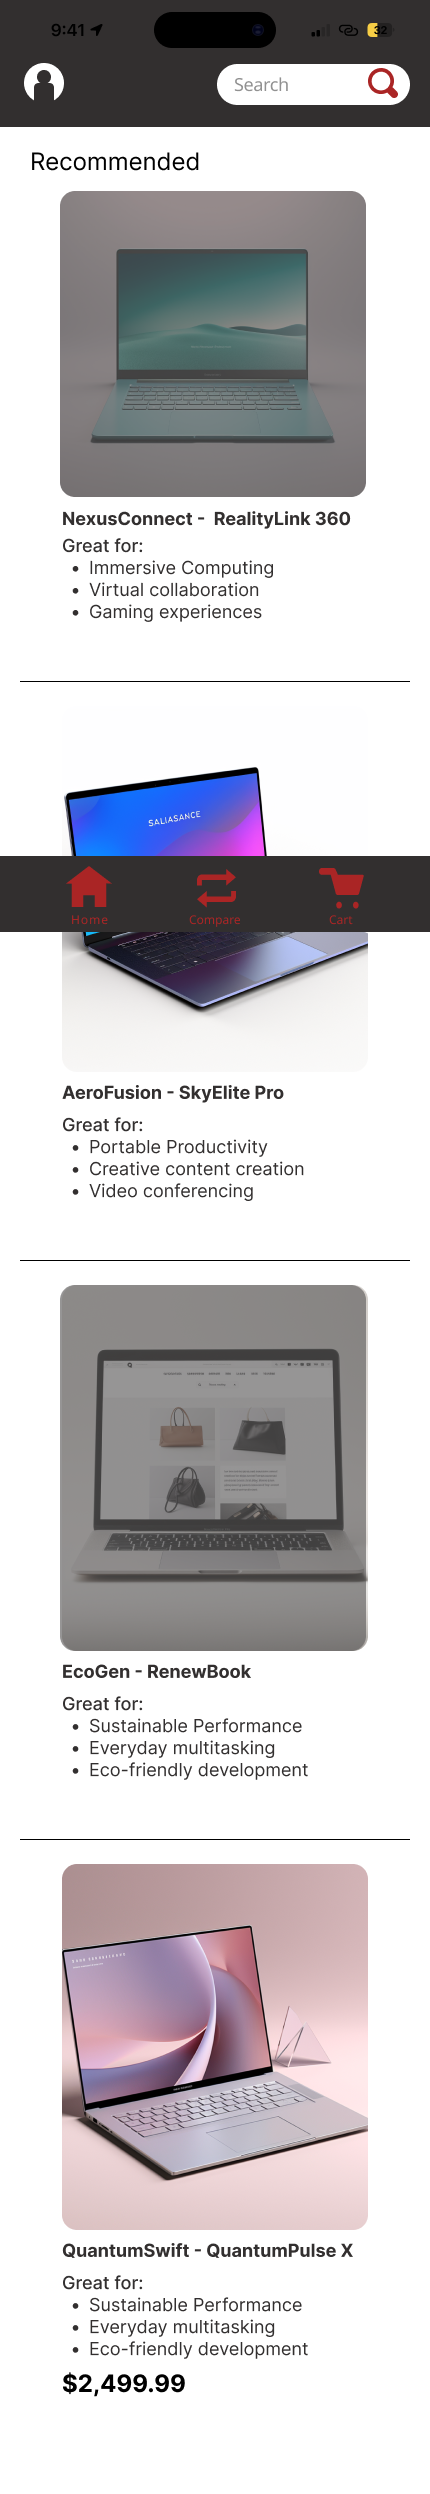 9:41
32
Search
Recommended
NexusConnect - RealityLink 360
Great for:
• Immersive Computing
• Virtual collaboration
• Gaming experiences
SALIASANCE
Home
Compare
Cart
AeroFusion - SkyElite Pro
Great for:
• Portable Productivity
• Creative content creation
• Video conferencing
EcoGen - RenewBook
Great for:
• Sustainable Performance
• Everyday multitasking
• Eco-friendly development
QuantumSwift - QuantumPulse X
Great for:
• Sustainable Performance
• Everyday multitasking
• Eco-friendly development
$2,499.99